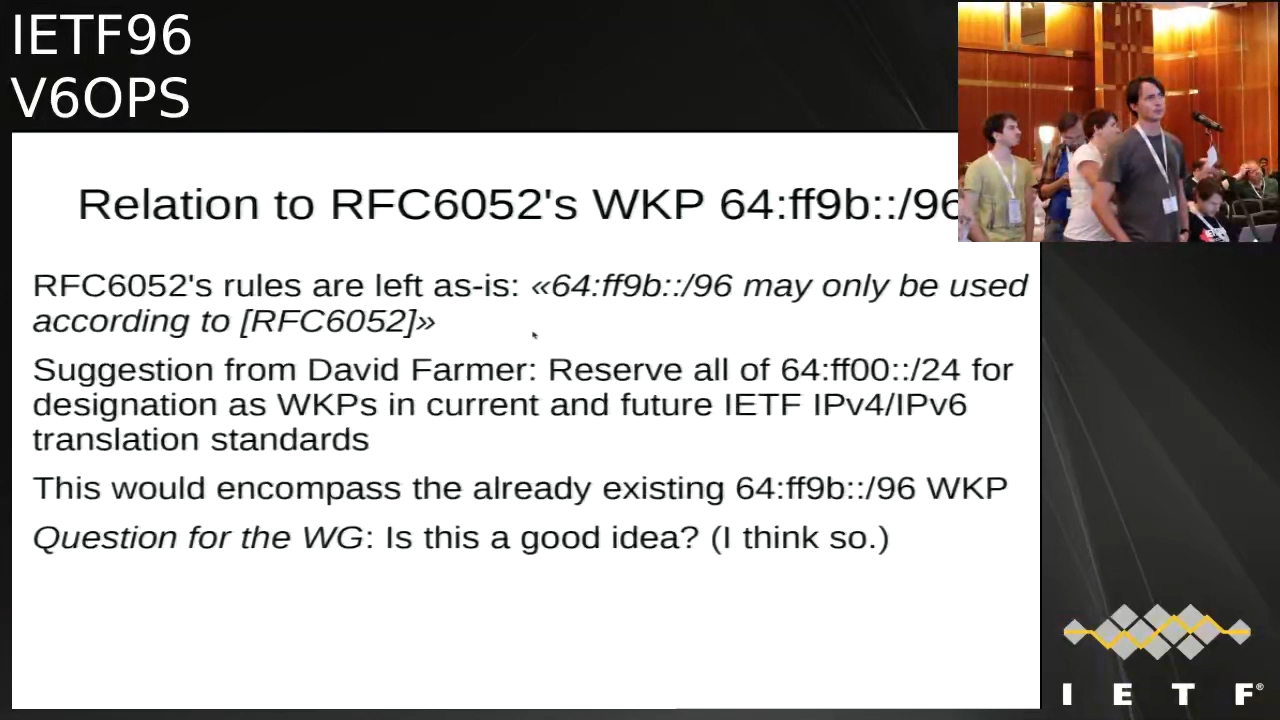 IETF96
V6OPS
Relation to RFC6052's WKP 64:ff9b::/96
RFC6052's rules are left as-is: «64:ff9b::/96 may only be used
according to [RFC6052]»
Suggestion from David Farmer: Reserve all of 64:ff00::/24 for
designation as WKPs in current and future IETF IPv4/IPv6
translation standards
This would encompass the already existing 64:ff9b::/96 WKP
Question for the WG: Is this a good idea? (I think so.)
I E T F®